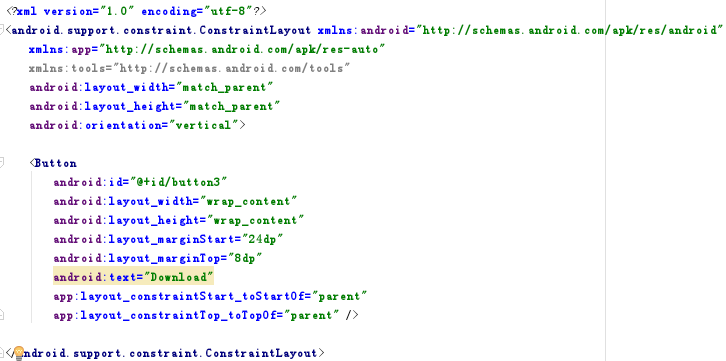 <?xml version="1.0" encoding="utf-8"?>
<android.support.constraint.ConstraintLayout xmlns:android="http://schemas.android.com/apk/res/android"
    xmlns:app="http://schemas.android.com/apk/res-auto"
    xmlns:tools="http://schemas.android.com/tools"
    android:layout_width="match_parent"
    android:layout_height="match_parent"
    android:orientation="vertical">

    <Button
        android:id="@+id/button3"
        android:layout_width="wrap_content"
        android:layout_height="wrap_content"
        android:layout_marginStart="24dp"
        android:layout_marginTop="8dp"
        android:text="Download"
        app:layout_constraintStart_toStartOf="parent"
        app:layout_constraintTop_toTopOf="parent" />

</android.support.constraint.ConstraintLayout>